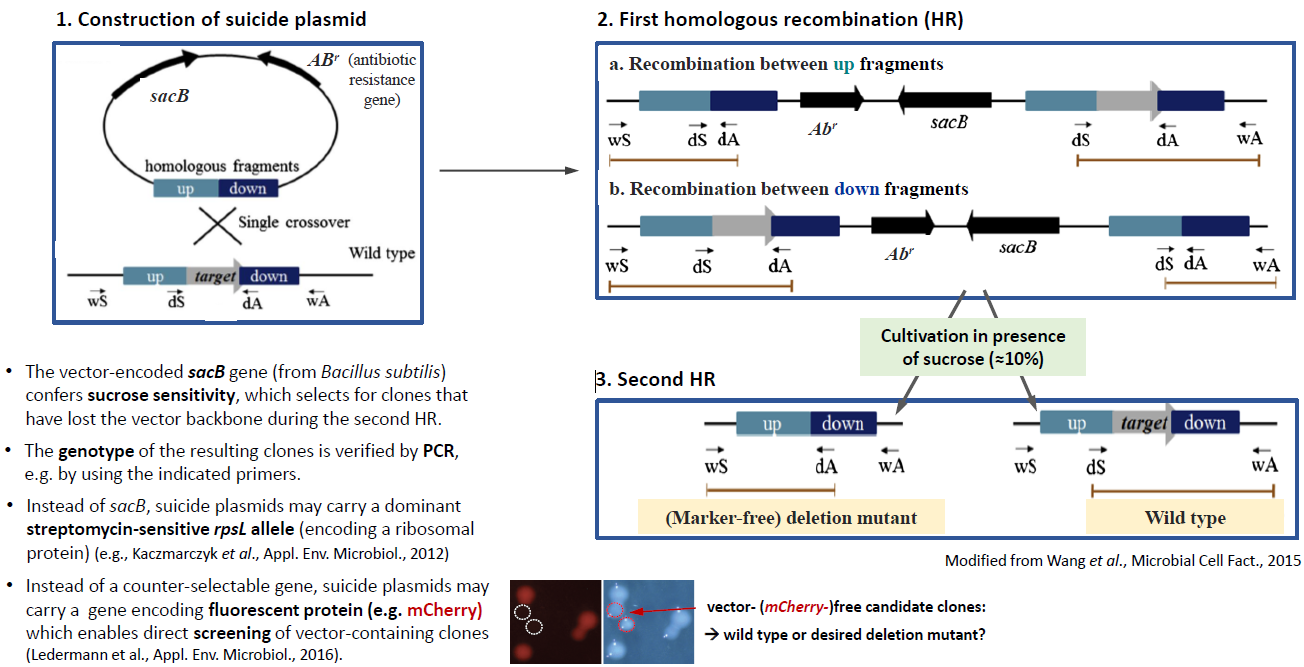 1. Construction of suicide plasmid
ABʳ (antibiotic
resistance
gene)
sacB
homologous fragments
up down
Single crossover
Wild type
up target down
wS dS dA wA
2. First homologous recombination (HR)
a. Recombination between up fragments
Abʳ sacB
wS dS dA dS dA wA
b. Recombination between down fragments
Abʳ sacB
wS dS dA dS dA wA
Cultivation in presence
of sucrose (≈10%)
3. Second HR
up down up target down
wS dA wA wS dS wA
(Marker-free) deletion mutant Wild type
Modified from Wang et al., Microbial Cell Fact., 2015
• The vector-encoded sacB gene (from Bacillus subtilis)
confers sucrose sensitivity, which selects for clones that
have lost the vector backbone during the second HR.
• The genotype of the resulting clones is verified by PCR,
e.g. by using the indicated primers.
• Instead of sacB, suicide plasmids may carry a dominant
streptomycin-sensitive rpsL allele (encoding a ribosomal
protein) (e.g., Kaczmarczyk et al., Appl. Env. Microbiol., 2012)
• Instead of a counter-selectable gene, suicide plasmids may
carry a gene encoding fluorescent protein (e.g. mCherry)
which enables direct screening of vector-containing clones
(Ledermann et al., Appl. Env. Microbiol., 2016).
vector- (mCherry-)free candidate clones:
→ wild type or desired deletion mutant?